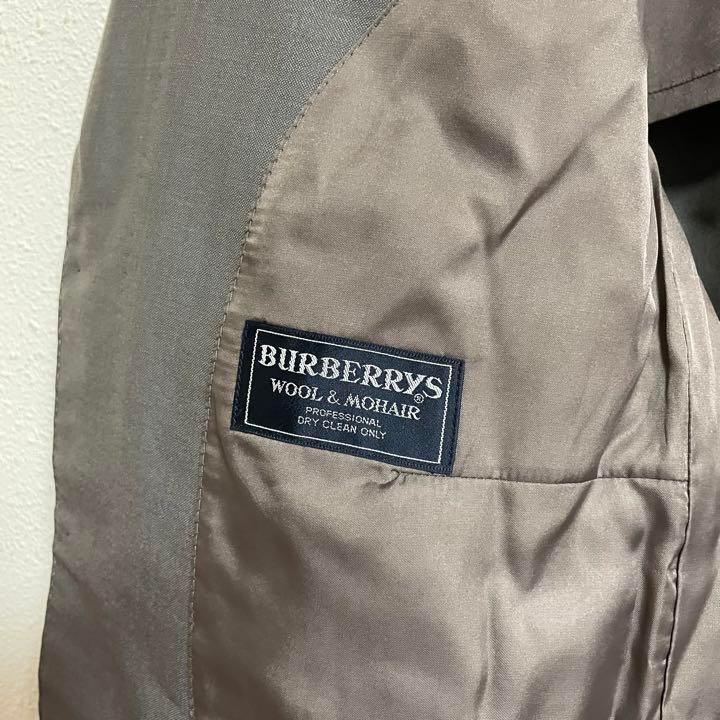 BURBERRYS®
WOOL & MOHAIR
PROFESSIONAL
DRY CLEAN ONLY